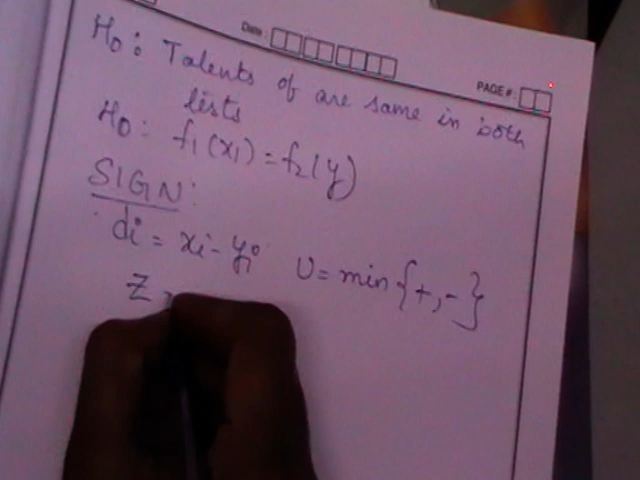 Date:
PAGE#:
H0: Talents of are same in both
lists
H0: f1(x1) = f2(y)
SIGN:
di = xi - yi U = min{+,-}
Z =